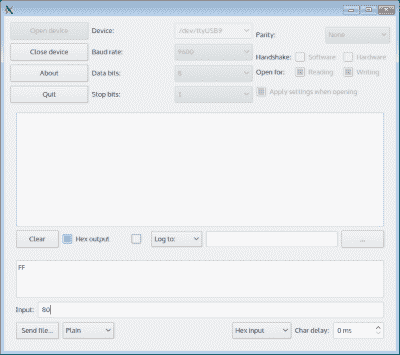 Open device Device: /dev/ttyUSB9 Parity: None
Close device Baud rate: 9600 Handshake: Software Hardware
About Data bits: 8 Open for: Reading Writing
Quit Stop bits: 1 Apply settings when opening
Clear Hex output Log to: ...
FF
Input: 80
Send file... Plain Hex input Char delay: 0 ms